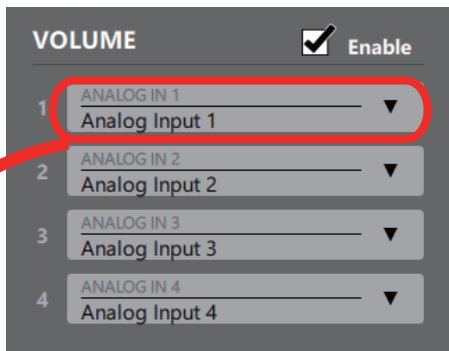 VOLUME Enable
1 ANALOG IN 1
Analog Input 1
2 ANALOG IN 2
Analog Input 2
3 ANALOG IN 3
Analog Input 3
4 ANALOG IN 4
Analog Input 4